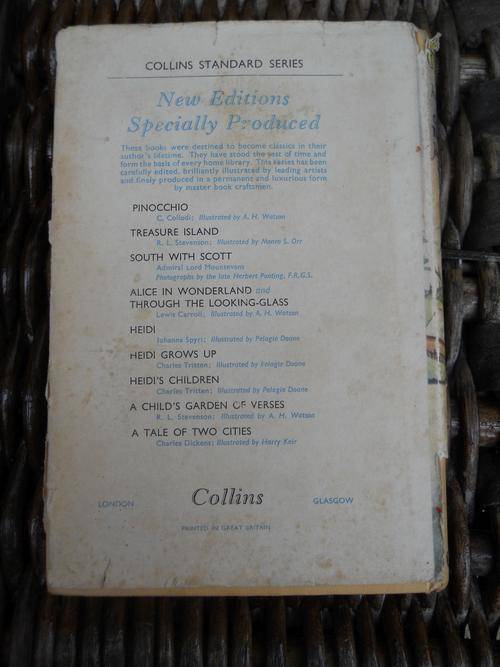 COLLINS STANDARD SERIES
New Editions
Specially Produced
These books were destined to become classics in their
author's lifetime. They have stood the test of time and
form the basis of every home library. This series has been
carefully edited, brilliantly illustrated by leading artists
and finely produced in a permanent and luxurious form
by master book craftsmen.
PINOCCHIO
C. Collodi; Illustrated by A. H. Watson
TREASURE ISLAND
R. L. Stevenson; Illustrated by Monro S. Orr
SOUTH WITH SCOTT
Admiral Lord Mountevans
Photographs by the late Herbert Ponting, F.R.G.S.
ALICE IN WONDERLAND and
THROUGH THE LOOKING-GLASS
Lewis Carroll; Illustrated by A. H. Watson
HEIDI
Johanna Spyri; Illustrated by Pelagie Doane
HEIDI GROWS UP
Charles Tritten; Illustrated by Pelagie Doane
HEIDI'S CHILDREN
Charles Tritten; Illustrated by Pelagie Doane
A CHILD'S GARDEN OF VERSES
R. L. Stevenson; Illustrated by A. H. Watson
A TALE OF TWO CITIES
Charles Dickens; Illustrated by Harry Keir
LONDON Collins GLASGOW
PRINTED IN GREAT BRITAIN